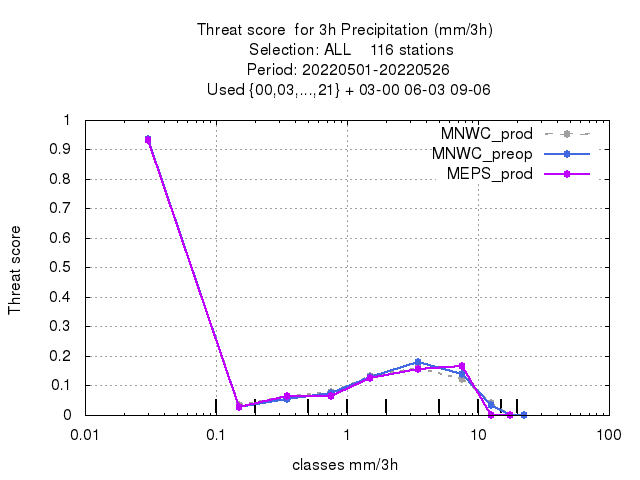 Threat score  for 3h Precipitation (mm/3h)
Selection: ALL    116 stations
Period: 20220501-20220526
Used {00,03,...,21} + 03-00 06-03 09-06
MNWC_prod
MNWC_preop
MEPS_prod
1
0.9
0.8
0.7
0.6
0.5
0.4
0.3
0.2
0.1
0
Threat score
0.01 0.1 1 10 100
classes mm/3h